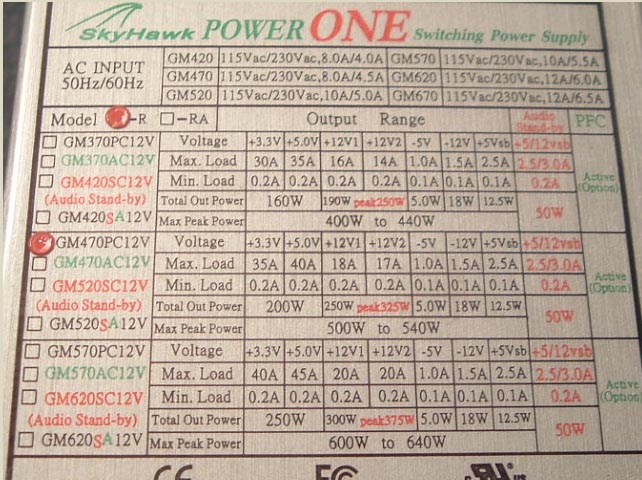 SkyHawk POWER ONE Switching Power Supply
AC INPUT 50Hz/60Hz
GM420 115Vac/230Vac,8.0A/4.0A GM570 115Vac/230Vac,10A/5.5A
GM470 115Vac/230Vac,8.0A/4.5A GM620 115Vac/230Vac,12A/6.0A
GM520 115Vac/230Vac,10A/5.0A GM670 115Vac/230Vac,12A/6.5A
Model -R -RA Output Range Audio Stand-by PFC
GM370PC12V Voltage +3.3V +5.0V +12V1 +12V2 -5V -12V +5Vsb +5/12vsb
GM370AC12V Max. Load 30A 35A 16A 14A 1.0A 1.5A 2.5A 2.5/3.0A
GM420SC12V Min. Load 0.2A 0.2A 0.2A 0.2A 0.1A 0.1A 0.1A 0.2A Active (Option)
(Audio Stand-by) Total Out Power 160W 190W peak250W 5.0W 18W 12.5W 50W
GM420SA12V Max Peak Power 400W to 440W
GM470PC12V Voltage +3.3V +5.0V +12V1 +12V2 -5V -12V +5Vsb +5/12vsb
GM470AC12V Max. Load 35A 40A 18A 17A 1.0A 1.5A 2.5A 2.5/3.0A
GM520SC12V Min. Load 0.2A 0.2A 0.2A 0.2A 0.1A 0.1A 0.1A 0.2A Active (Option)
(Audio Stand-by) Total Out Power 200W 250W peak325W 5.0W 18W 12.5W 50W
GM520SA12V Max Peak Power 500W to 540W
GM570PC12V Voltage +3.3V +5.0V +12V1 +12V2 -5V -12V +5Vsb +5/12vsb
GM570AC12V Max. Load 40A 45A 20A 20A 1.0A 1.5A 2.5A 2.5/3.0A
GM620SC12V Min. Load 0.2A 0.2A 0.2A 0.2A 0.1A 0.1A 0.1A 0.2A Active (Option)
(Audio Stand-by) Total Out Power 250W 300W peak375W 5.0W 18W 12.5W 50W
GM620SA12V Max Peak Power 600W to 640W
CE FC